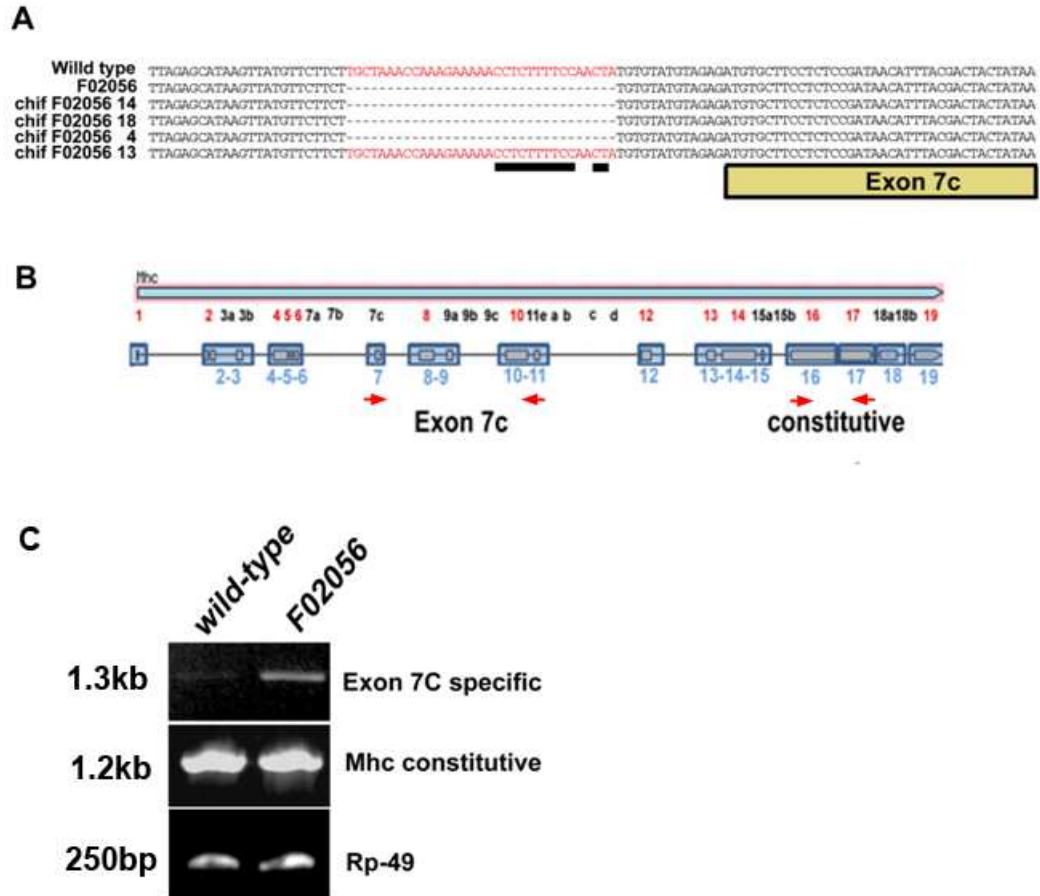 A
Willd type TTAGAGCATAAGTTATGTTCTTCTTGCTAAACCAAAGAAAAACCTCTTTTCCAACTATGTGTATGTAGAGATGTGCTTCCTCTCCGATAACATTTACGACTACTATAA
F02056 TTAGAGCATAAGTTATGTTCTTCT---------------------------------TGTGTATGTAGAGATGTGCTTCCTCTCCGATAACATTTACGACTACTATAA
chif F02056 14 TTAGAGCATAAGTTATGTTCTTCT---------------------------------TGTGTATGTAGAGATGTGCTTCCTCTCCGATAACATTTACGACTACTATAA
chif F02056 18 TTAGAGCATAAGTTATGTTCTTCT---------------------------------TGTGTATGTAGAGATGTGCTTCCTCTCCGATAACATTTACGACTACTATAA
chif F02056 4 TTAGAGCATAAGTTATGTTCTTCT---------------------------------TGTGTATGTAGAGATGTGCTTCCTCTCCGATAACATTTACGACTACTATAA
chif F02056 13 TTAGAGCATAAGTTATGTTCTTCTTGCTAAACCAAAGAAAAACCTCTTTTCCAACTATGTGTATGTAGAGATGTGCTTCCTCTCCGATAACATTTACGACTACTATAA
Exon 7c
B
Mhc
1 2 3a 3b 4 5 6 7a 7b 7c 8 9a 9b 9c 10 11e a b c d 12 13 14 15a15b 16 17 18a18b 19
2-3 4-5-6 7 8-9 10-11 12 13-14-15 16 17 18 19
Exon 7c constitutive
C
wild-type F02056
1.3kb Exon 7C specific
1.2kb Mhc constitutive
250bp Rp-49